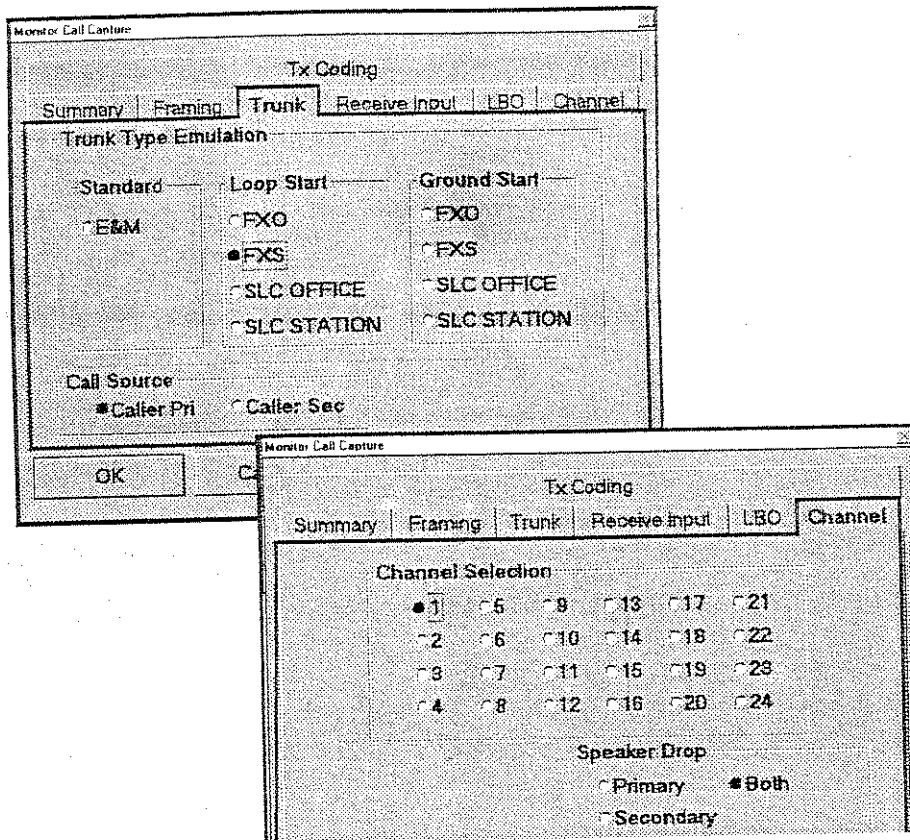 Monitor Call Capture
Tx Coding
Summary Framing Trunk Receive Input LBO Channel
Trunk Type Emulation
Standard Loop Start Ground Start
E&M FXO FXO
FXS FXS
SLC OFFICE SLC OFFICE
SLC STATION SLC STATION
Call Source
Caller Pri Caller Sec
OK
Monitor Call Capture
Tx Coding
Summary Framing Trunk Receive Input LBO Channel
Channel Selection
1 5 9 13 17 21
2 6 10 14 18 22
3 7 11 15 19 23
4 8 12 16 20 24
Speaker Drop
Primary Both
Secondary